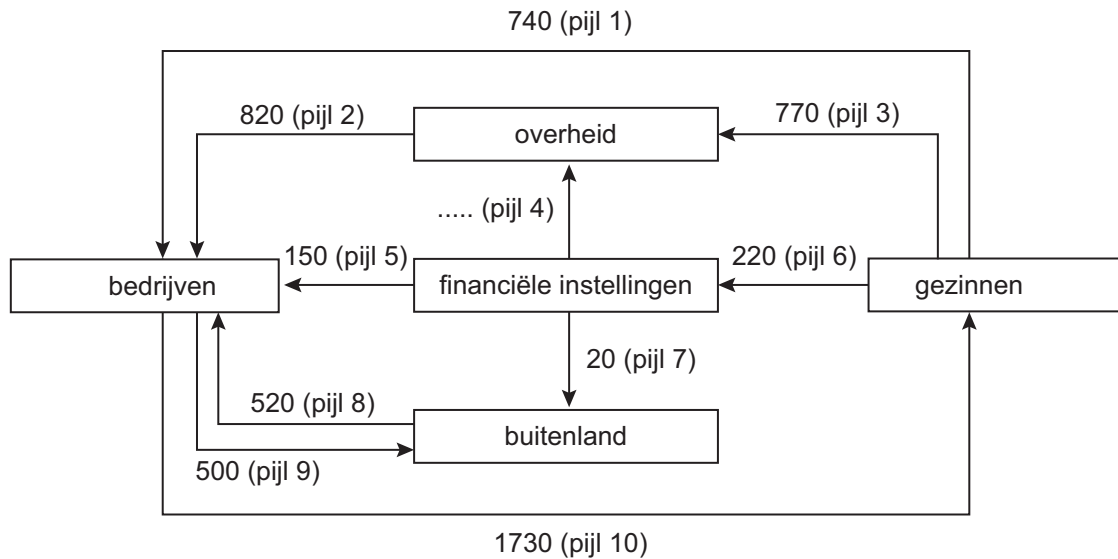 740 (pijl 1)
820 (pijl 2)
overheid
770 (pijl 3)
..... (pijl 4)
bedrijven
150 (pijl 5)
financiële instellingen
220 (pijl 6)
gezinnen
20 (pijl 7)
520 (pijl 8)
buitenland
500 (pijl 9)
1730 (pijl 10)